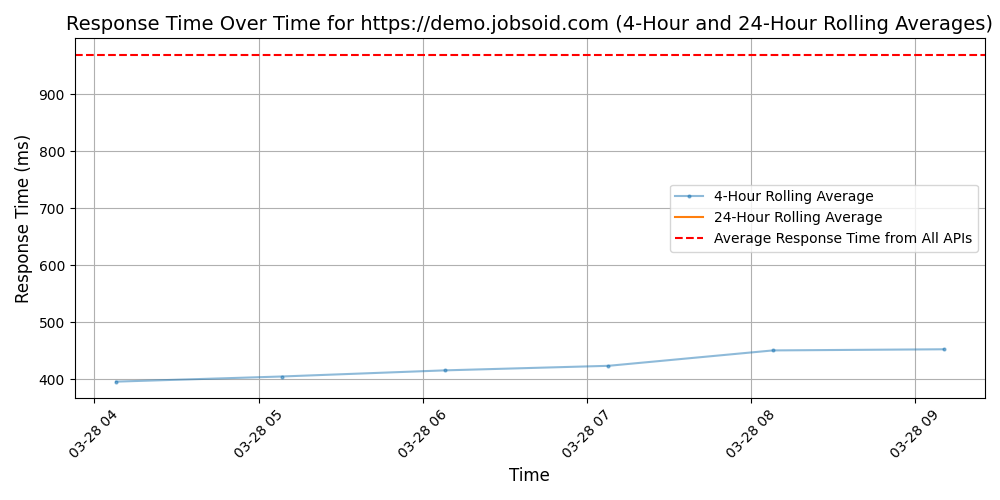 Response Time Over Time for https://demo.jobsoid.com (4-Hour and 24-Hour Rolling Averages)
Response Time (ms)
900
800
700
600
500
400
4-Hour Rolling Average
24-Hour Rolling Average
Average Response Time from All APIs
03-28 04
03-28 05
03-28 06
03-28 07
03-28 08
03-28 09
Time